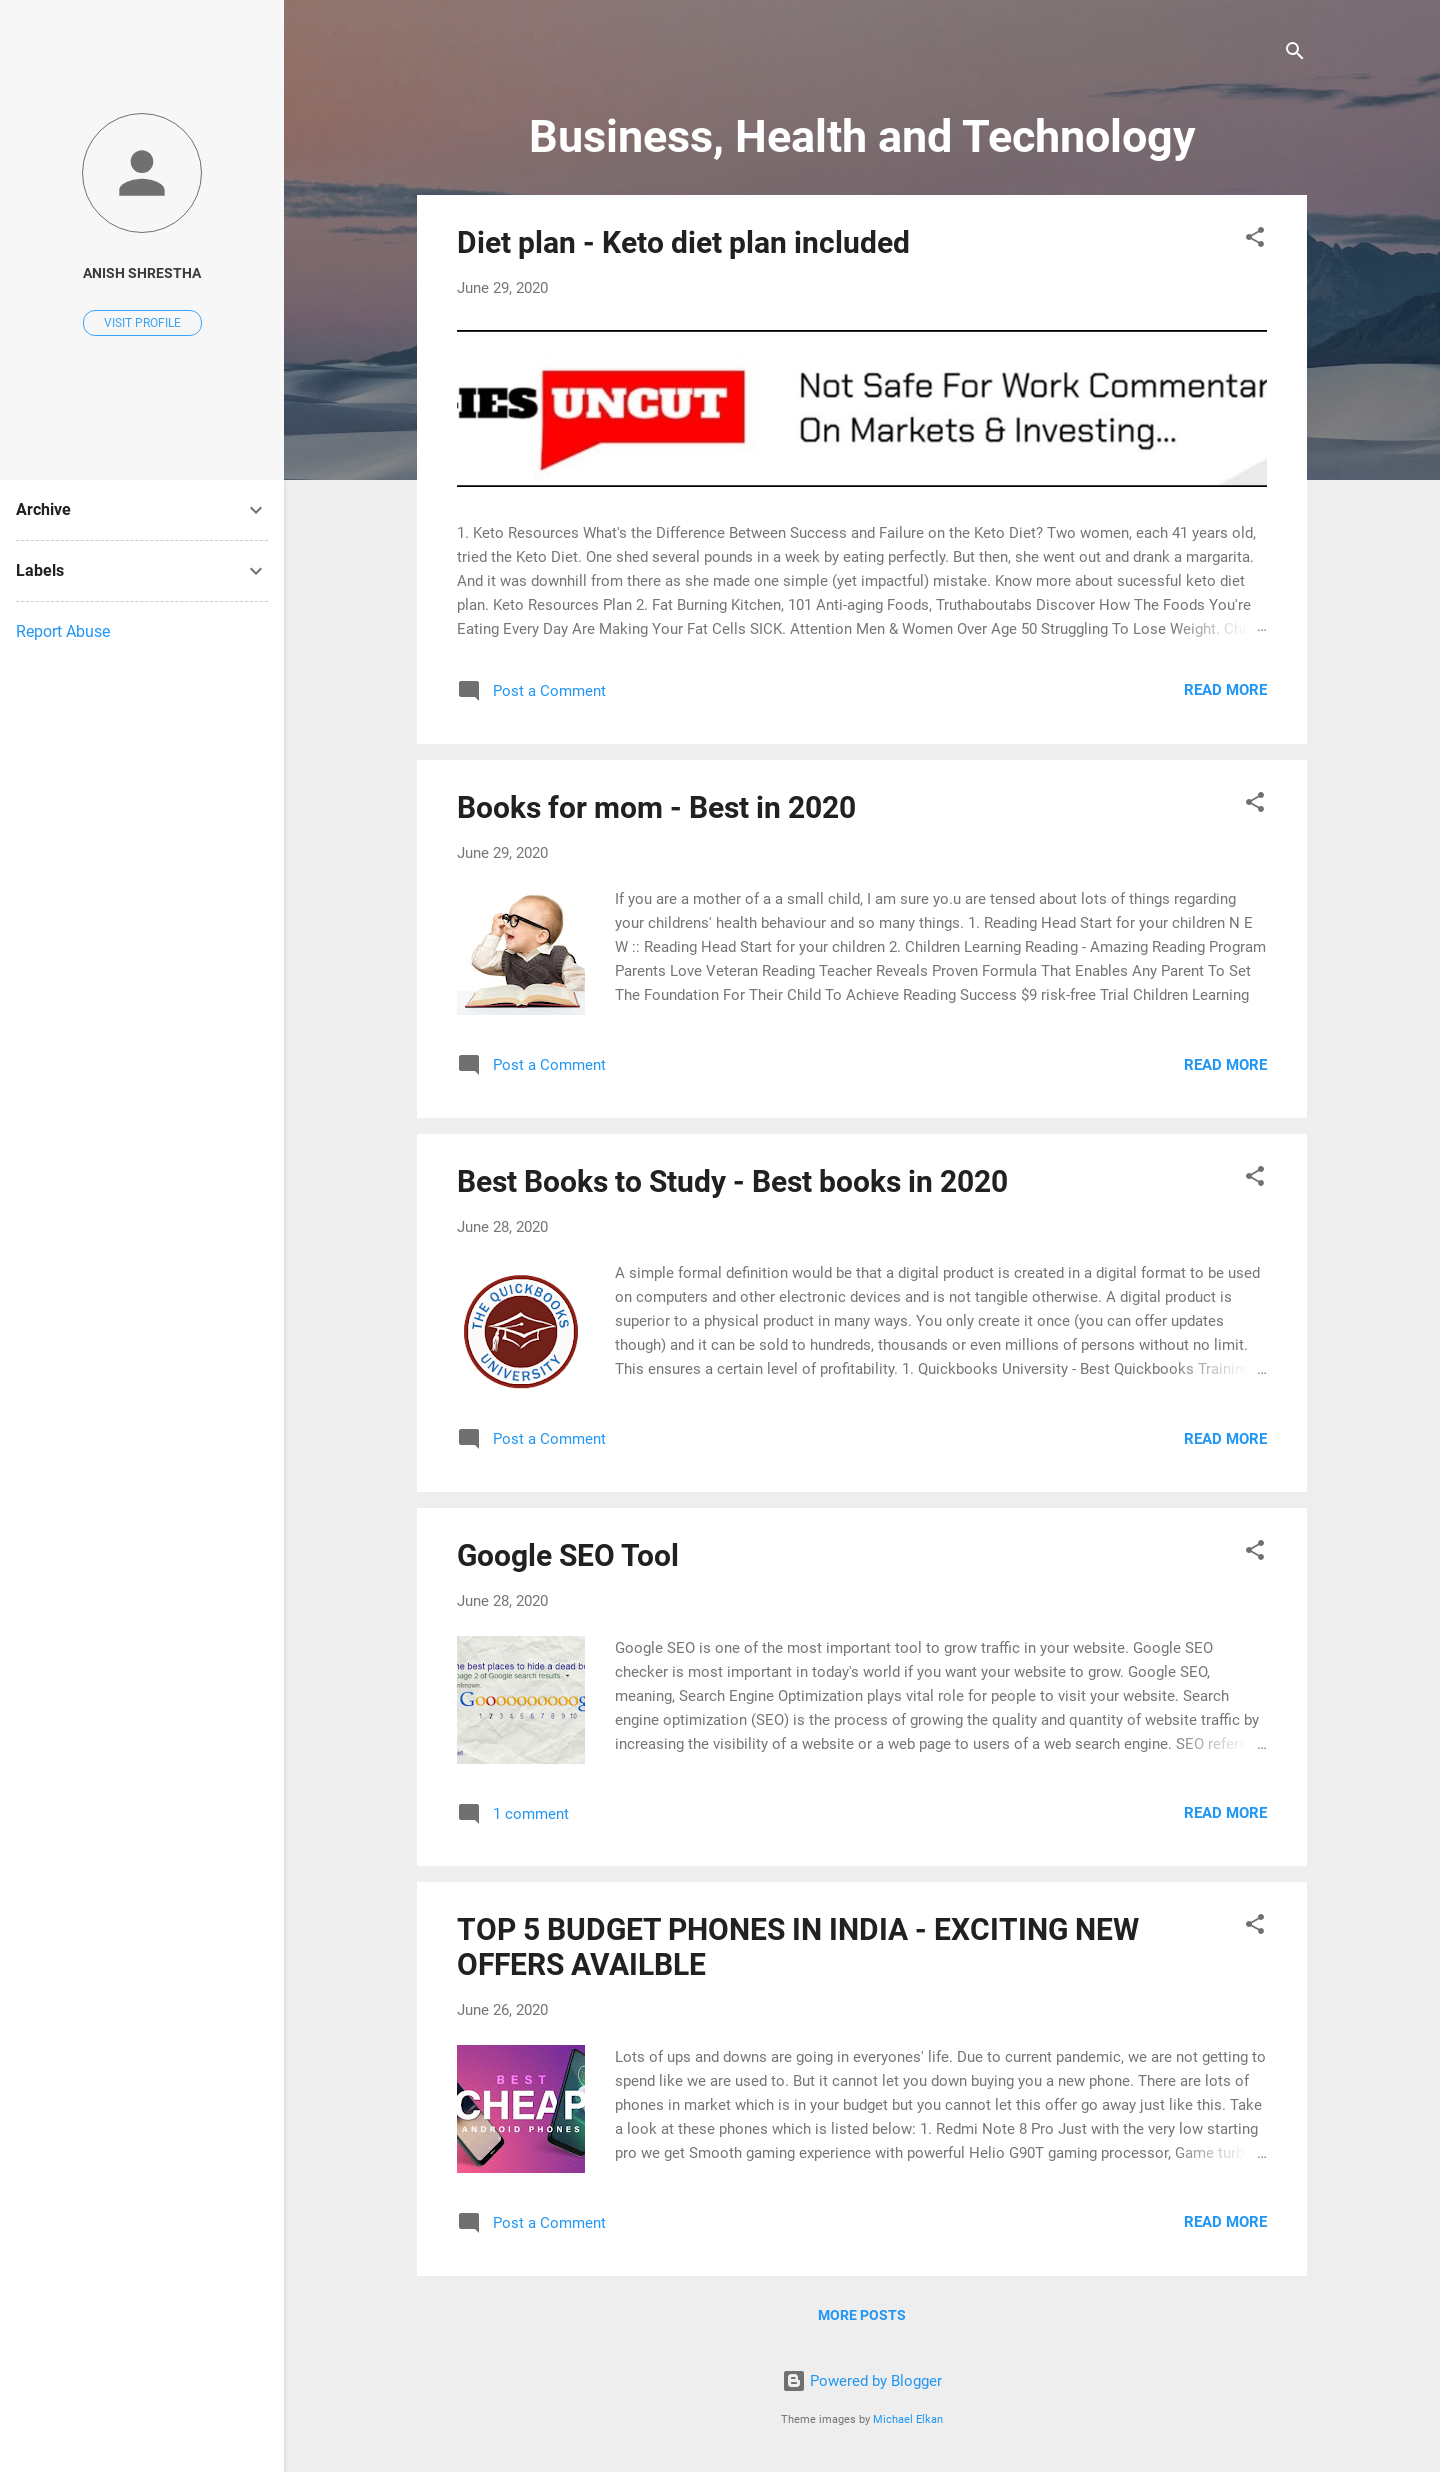 ANISH SHRESTHA
VISIT PROFILE
Archive
Labels
Report Abuse
Business, Health and Technology
Diet plan - Keto diet plan included
June 29, 2020
IES UNCUT
Not Safe For Work Commentar
On Markets & Investing...
1. Keto Resources What's the Difference Between Success and Failure on the Keto Diet? Two women, each 41 years old,
tried the Keto Diet. One shed several pounds in a week by eating perfectly. But then, she went out and drank a margarita.
And it was downhill from there as she made one simple (yet impactful) mistake. Know more about sucessful keto diet
plan. Keto Resources Plan 2. Fat Burning Kitchen, 101 Anti-aging Foods, Truthaboutabs Discover How The Foods You're
Eating Every Day Are Making Your Fat Cells SICK. Attention Men & Women Over Age 50 Struggling To Lose Weight. Ch …
Post a Comment
READ MORE
Books for mom - Best in 2020
June 29, 2020
If you are a mother of a a small child, I am sure yo.u are tensed about lots of things regarding
your childrens' health behaviour and so many things. 1. Reading Head Start for your children N E
W :: Reading Head Start for your children 2. Children Learning Reading - Amazing Reading Program
Parents Love Veteran Reading Teacher Reveals Proven Formula That Enables Any Parent To Set
The Foundation For Their Child To Achieve Reading Success $9 risk-free Trial Children Learning
Post a Comment
READ MORE
Best Books to Study - Best books in 2020
June 28, 2020
THE QUICKBOOKS
UNIVERSITY
A simple formal definition would be that a digital product is created in a digital format to be used
on computers and other electronic devices and is not tangible otherwise. A digital product is
superior to a physical product in many ways. You only create it once (you can offer updates
though) and it can be sold to hundreds, thousands or even millions of persons without no limit.
This ensures a certain level of profitability. 1. Quickbooks University - Best Quickbooks Training …
Post a Comment
READ MORE
Google SEO Tool
June 28, 2020
he best places to hide a dead bo
page 2 of Google search results.
nknown.
Goooooooooog
1 2 3 4 5 6 7 8 9 10
Google SEO is one of the most important tool to grow traffic in your website. Google SEO
checker is most important in today's world if you want your website to grow. Google SEO,
meaning, Search Engine Optimization plays vital role for people to visit your website. Search
engine optimization (SEO) is the process of growing the quality and quantity of website traffic by
increasing the visibility of a website or a web page to users of a web search engine. SEO refers …
1 comment
READ MORE
TOP 5 BUDGET PHONES IN INDIA - EXCITING NEW
OFFERS AVAILBLE
June 26, 2020
BEST
CHEAP
ANDROID PHONES
Lots of ups and downs are going in everyones' life. Due to current pandemic, we are not getting to
spend like we are used to. But it cannot let you down buying you a new phone. There are lots of
phones in market which is in your budget but you cannot let this offer go away just like this. Take
a look at these phones which is listed below: 1. Redmi Note 8 Pro Just with the very low starting
pro we get Smooth gaming experience with powerful Helio G90T gaming processor, Game turb …
Post a Comment
READ MORE
MORE POSTS
Powered by Blogger
Theme images by Michael Elkan